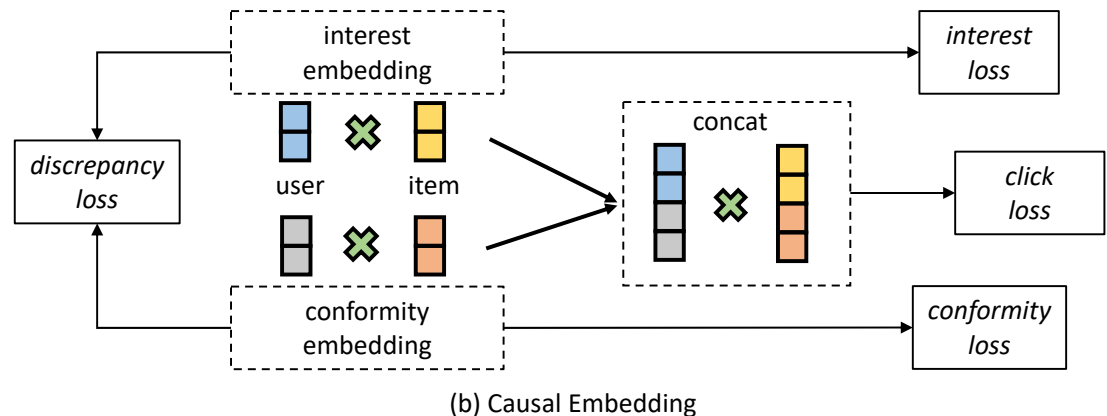 interest
embedding
interest
loss
concat
discrepancy
loss
user
item
click
loss
conformity
embedding
conformity
loss
(b) Causal Embedding